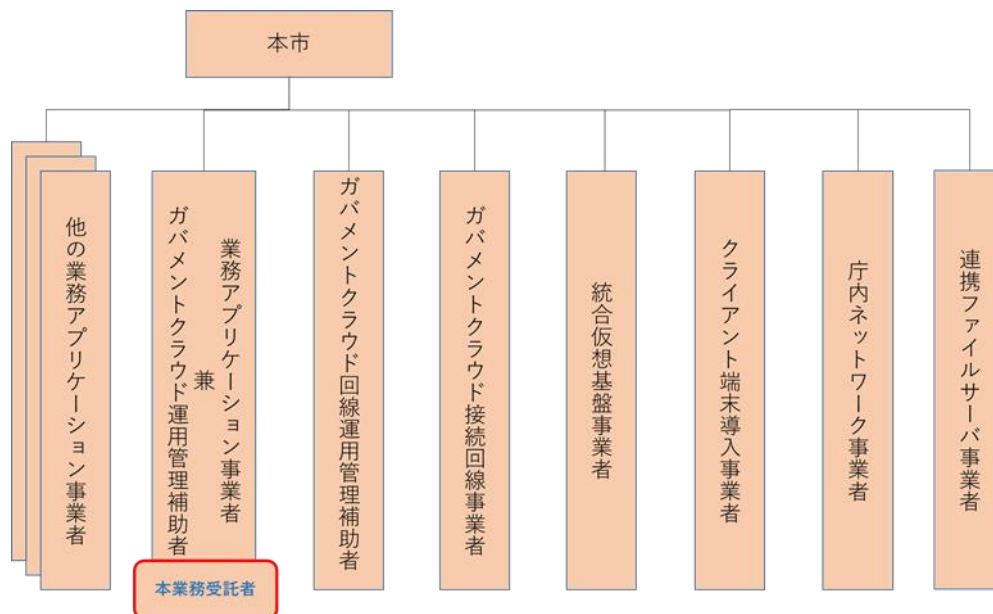 本市
他の業務アプリケーション事業者
業務アプリケーション事業者
兼
ガバメントクラウド運用管理補助者
本業務受託者
ガバメントクラウド回線運用管理補助者
ガバメントクラウド接続回線事業者
統合仮想基盤事業者
クライアント端末導入事業者
庁内ネットワーク事業者
連携ファイルサーバ事業者